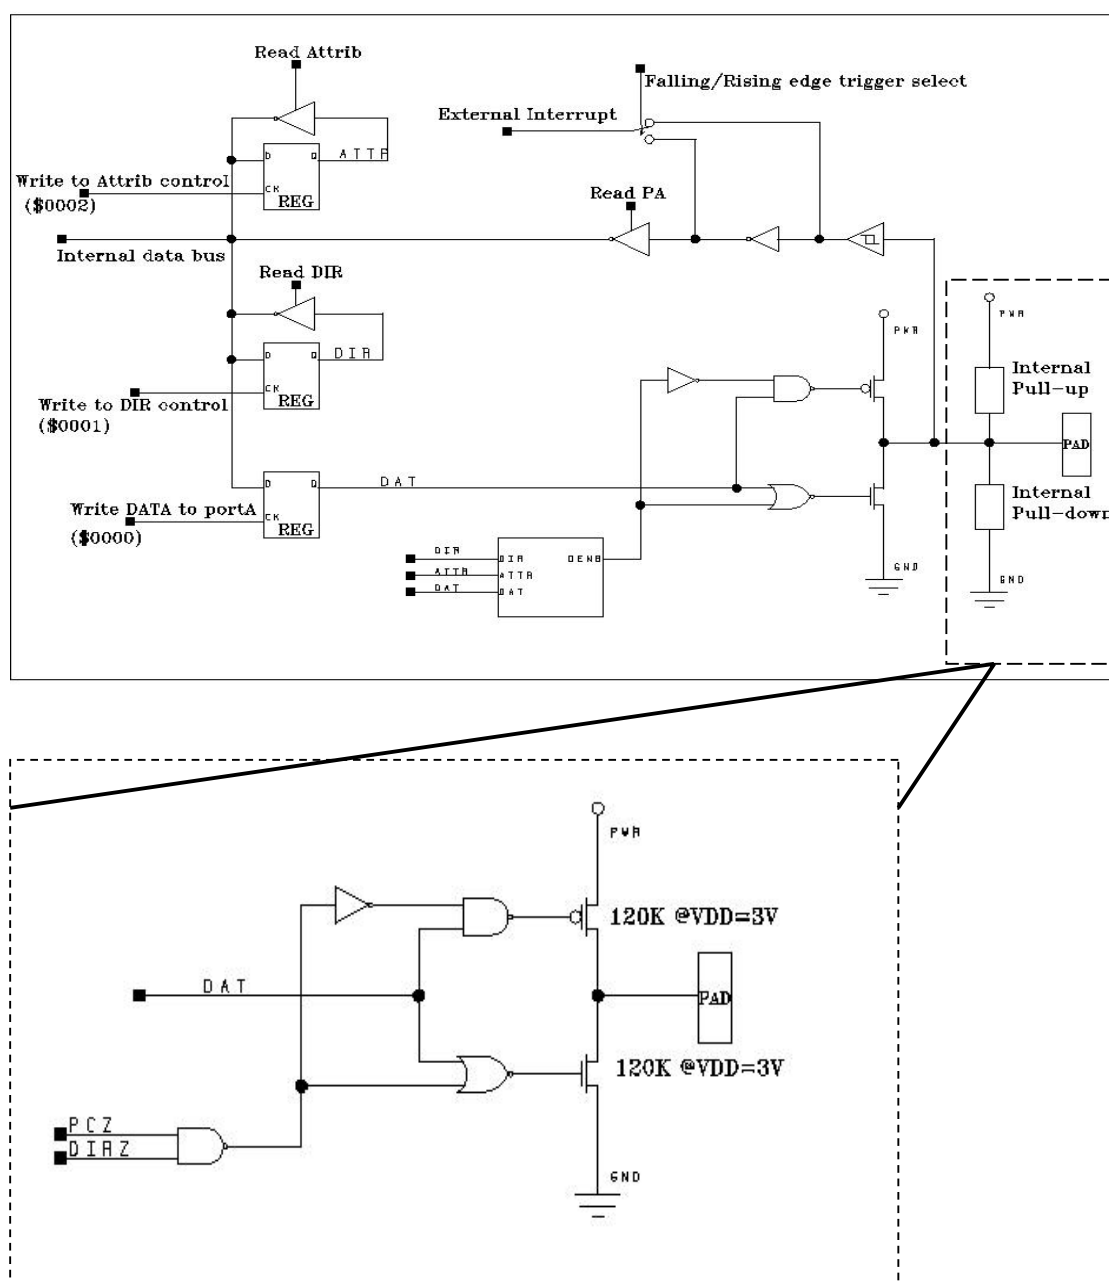 Read Attrib
Falling/Rising edge trigger select
External Interrupt
D Q ATTR
Write to Attrib control
CK
REG
($0002)
Read PA
Internal data bus
Read DIR
PWR
PWR
D Q DIR
Internal
Pull-up
CK
REG
Write to DIR control
($0001)
PAD
D Q DAT
Internal
Pull-down
Write DATA to portA
CK
REG
($0000)
DIR DIR OENB
ATTR ATTR
DAT DAT
GND
GND
PWR
120K @VDD=3V
DAT
PAD
120K @VDD=3V
PCZ
DIRZ
GND